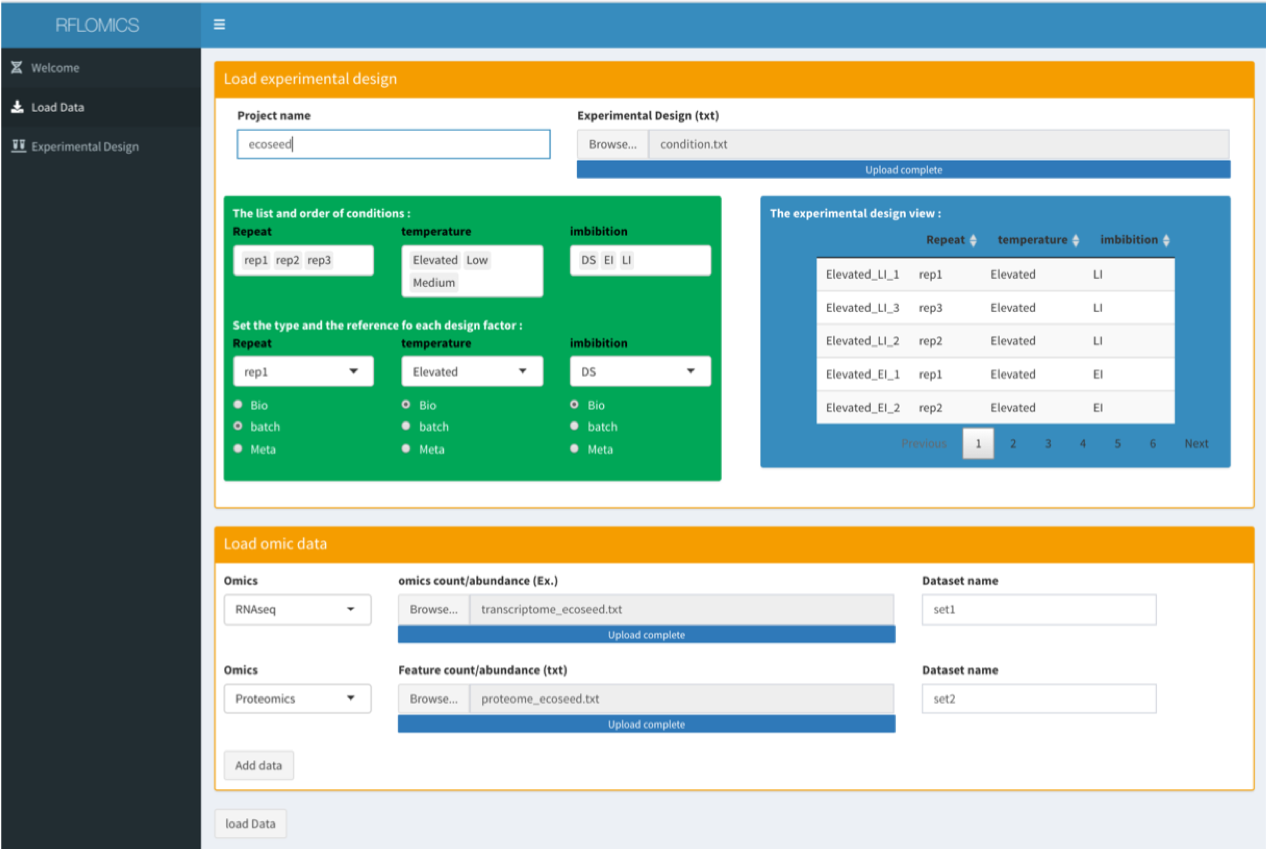 RFLOMICS
Welcome
Load Data
Experimental Design
Load experimental design
Project name
Experimental Design (txt)
ecoseed
Browse... condition.txt
Upload complete
The list and order of conditions :
Repeat temperature imbibition
rep1 rep2 rep3
Elevated Low
Medium
DS EI LI
Set the type and the reference fo each design factor :
Repeat temperature imbibition
rep1 Elevated DS
Bio Bio Bio
batch batch batch
Meta Meta Meta
The experimental design view :
Repeat temperature imbibition
Elevated_LI_1 rep1 Elevated LI
Elevated_LI_3 rep3 Elevated LI
Elevated_LI_2 rep2 Elevated LI
Elevated_EI_1 rep1 Elevated EI
Elevated_EI_2 rep2 Elevated EI
Previous 1 2 3 4 5 6 Next
Load omic data
Omics omics count/abundance (Ex.) Dataset name
RNAseq Browse... transcriptome_ecoseed.txt set1
Upload complete
Omics Feature count/abundance (txt) Dataset name
Proteomics Browse... proteome_ecoseed.txt set2
Upload complete
Add data
load Data